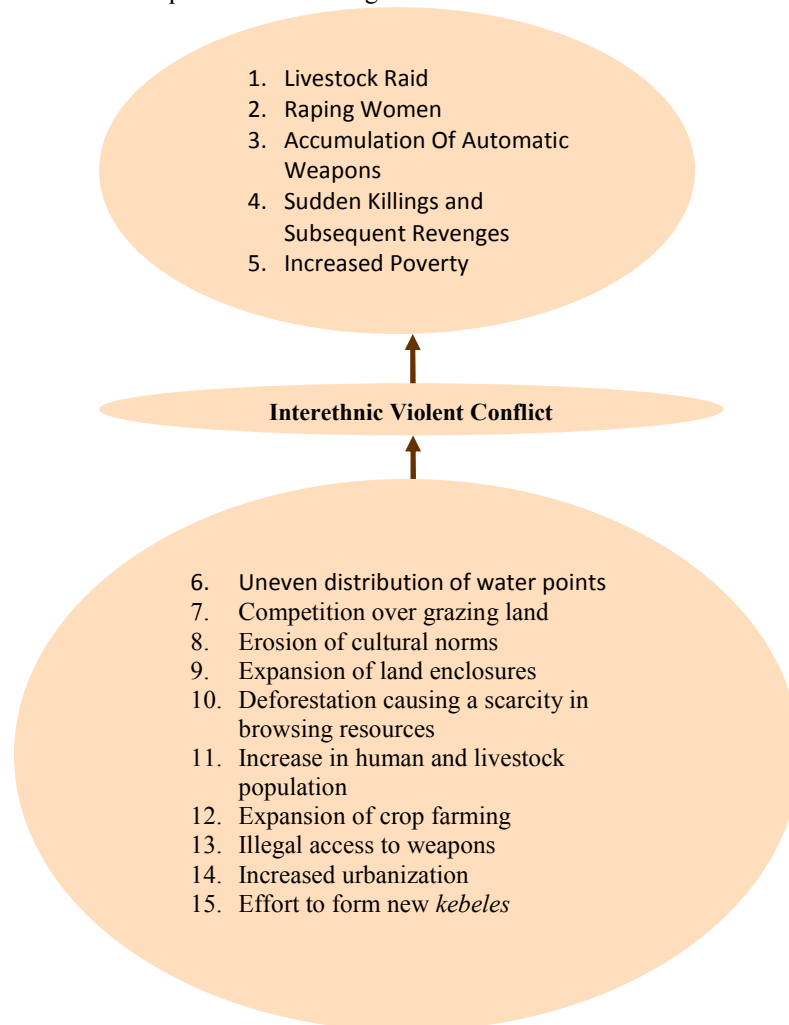 1. Livestock Raid
2. Raping Women
3. Accumulation Of Automatic
Weapons
4. Sudden Killings and
Subsequent Revenges
5. Increased Poverty
Interethnic Violent Conflict
6. Uneven distribution of water points
7. Competition over grazing land
8. Erosion of cultural norms
9. Expansion of land enclosures
10. Deforestation causing a scarcity in
browsing resources
11. Increase in human and livestock
population
12. Expansion of crop farming
13. Illegal access to weapons
14. Increased urbanization
15. Effort to form new kebeles